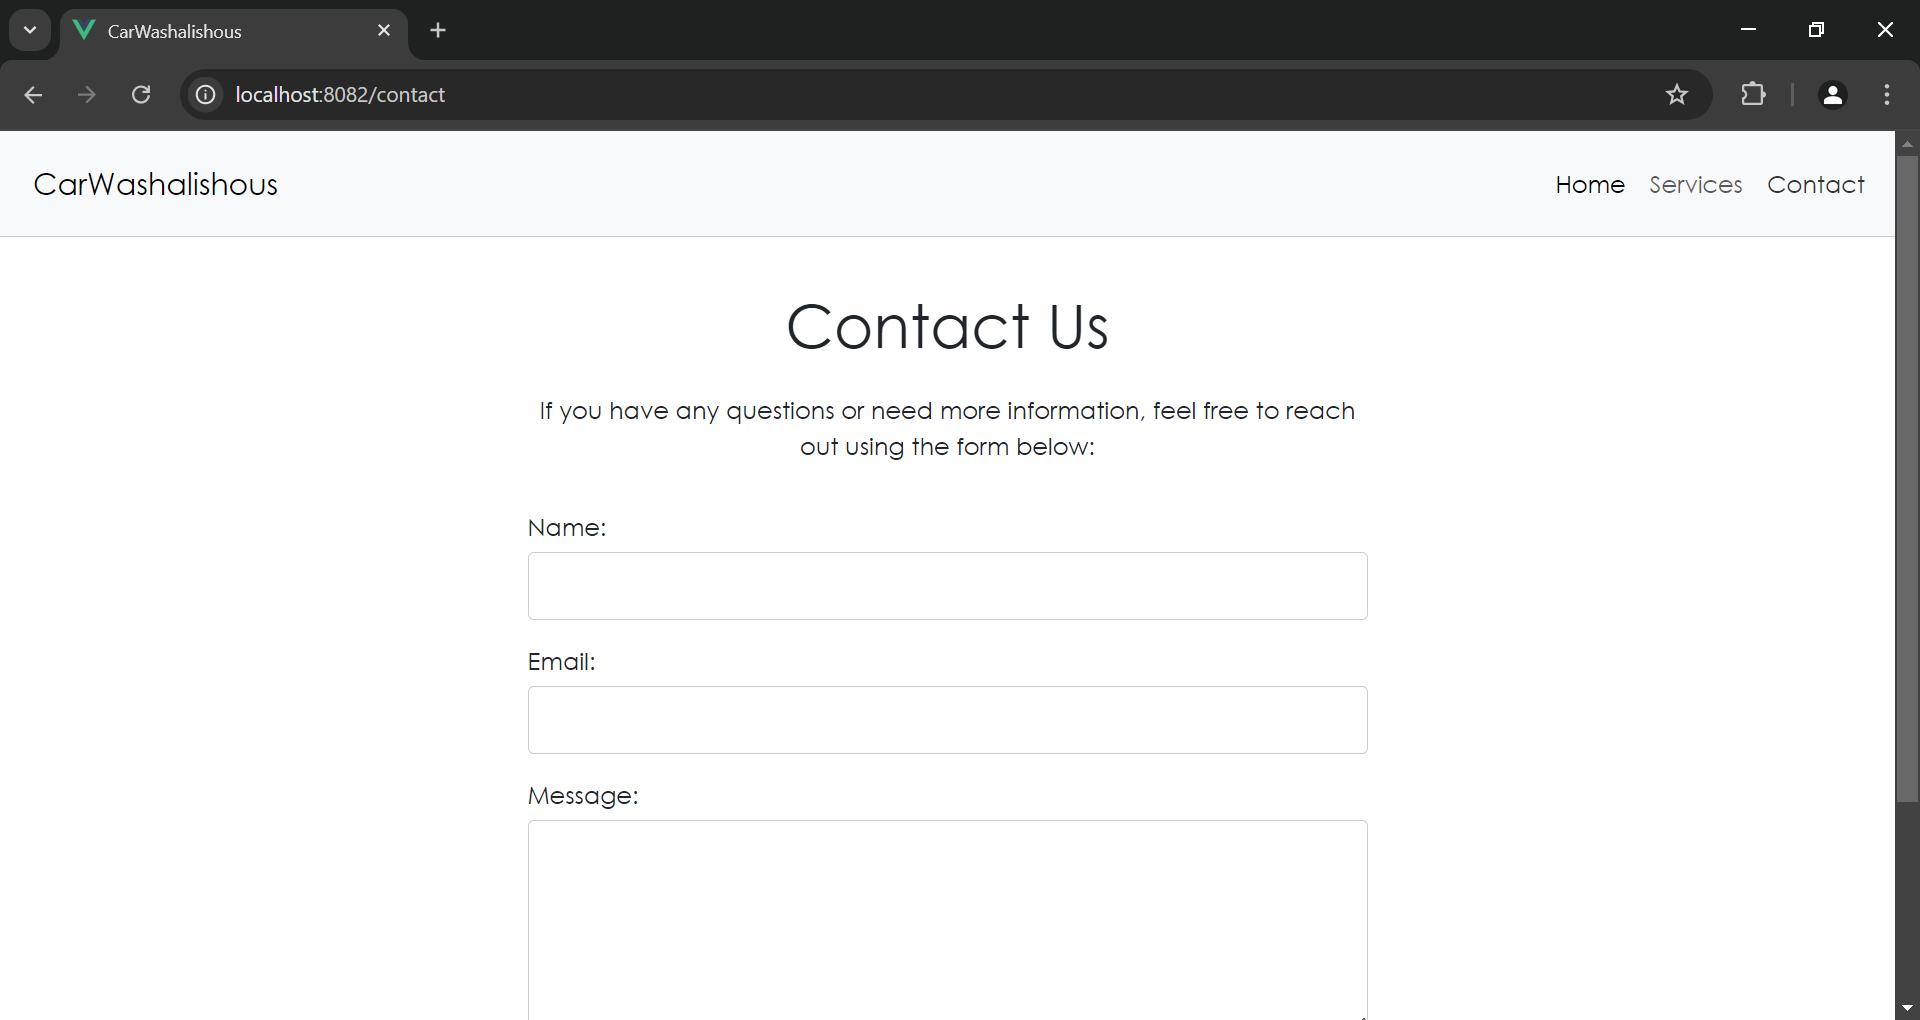 CarWashalishous
localhost:8082/contact
CarWashalishous
Home Services Contact
Contact Us
If you have any questions or need more information, feel free to reach
out using the form below:
Name:
Email:
Message: